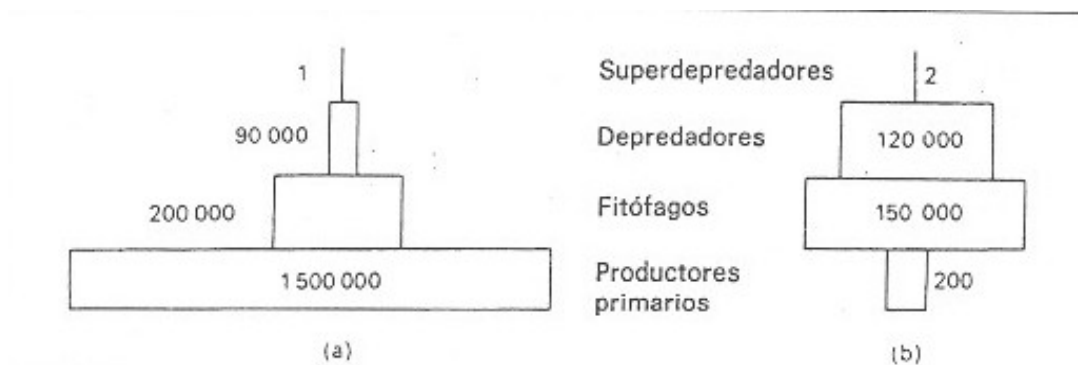 1
Superdepredadores
2
90 000
Depredadores
120 000
200 000
Fitófagos
150 000
1 500 000
Productores
primarios
200
(a)
(b)